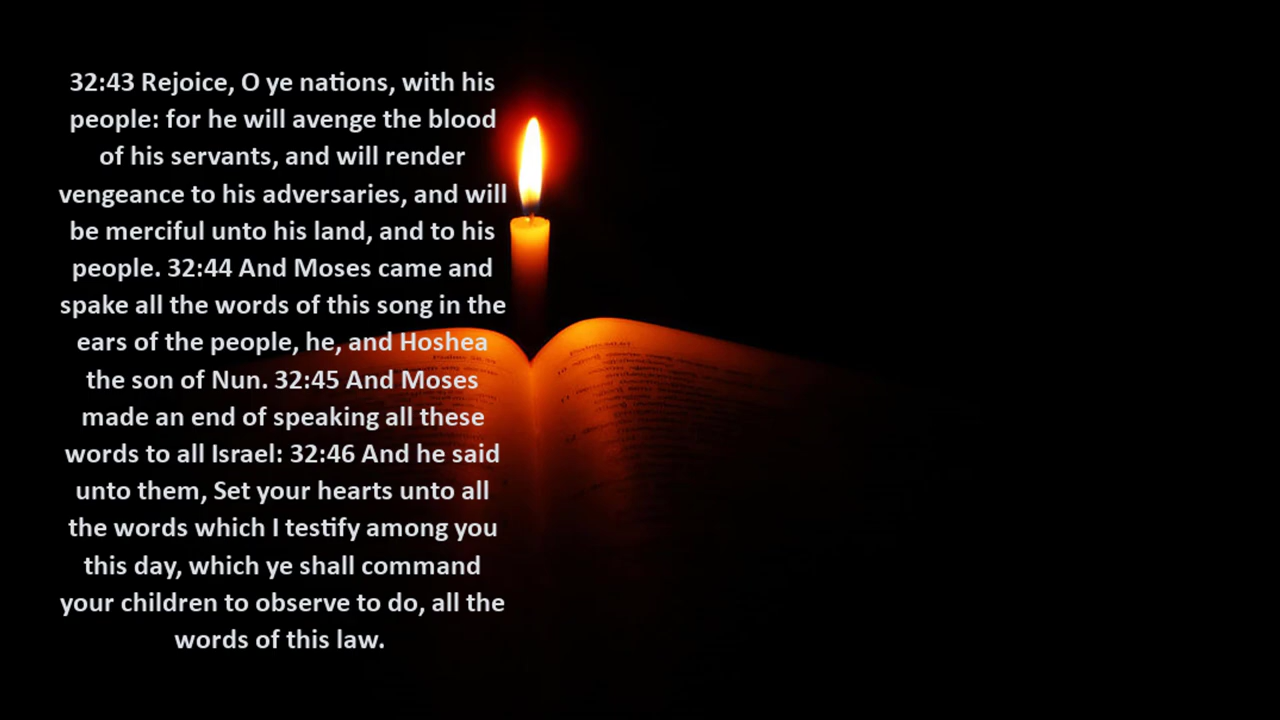 32:43 Rejoice, O ye nations, with his
people: for he will avenge the blood
of his servants, and will render
vengeance to his adversaries, and will
be merciful unto his land, and to his
people. 32:44 And Moses came and
spake all the words of this song in the
ears of the people, he, and Hoshea
the son of Nun. 32:45 And Moses
made an end of speaking all these
words to all Israel: 32:46 And he said
unto them, Set your hearts unto all
the words which I testify among you
this day, which ye shall command
your children to observe to do, all the
words of this law.